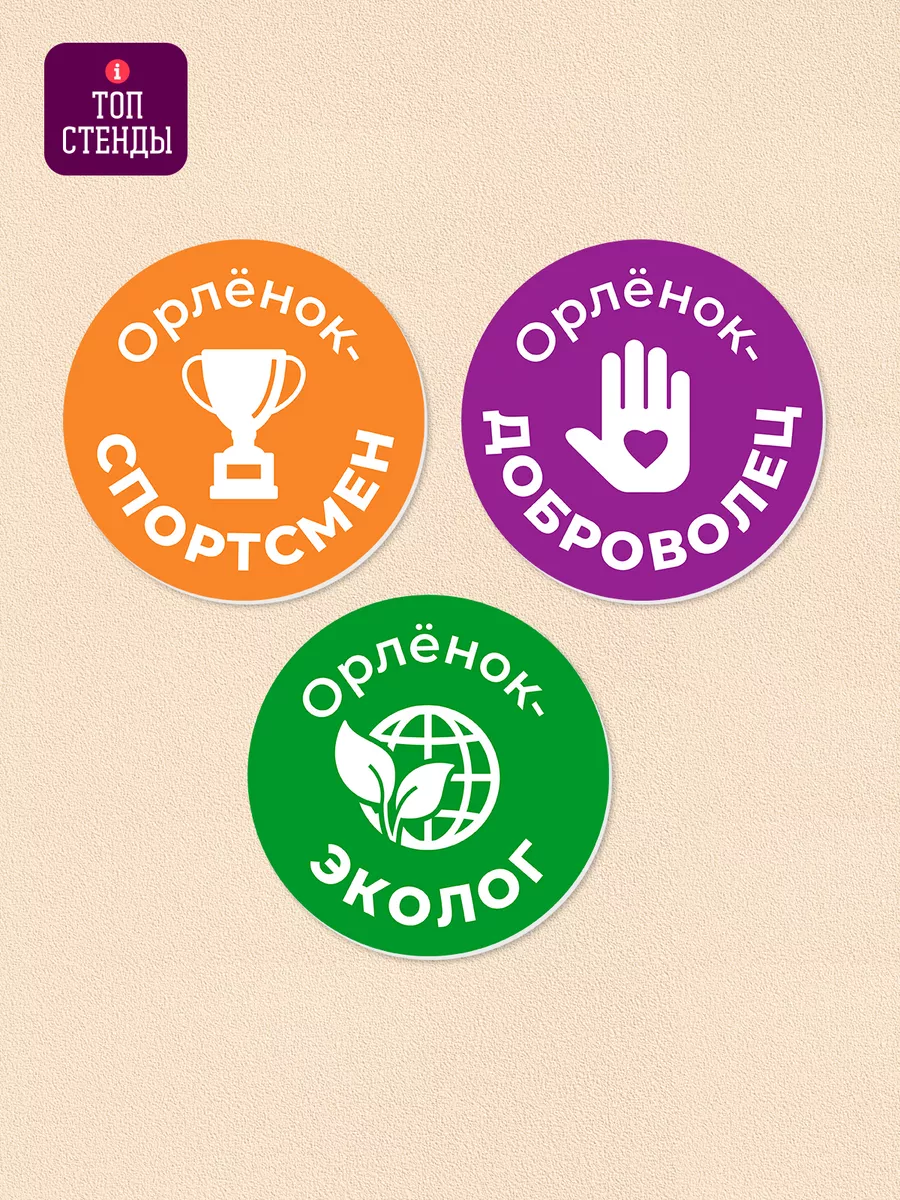 i
ТОП
СТЕНДЫ
Орлёнок-
СПОРТСМЕН
Орлёнок-
ДОБРОВОЛЕЦ
Орлёнок-
ЭКОЛОГ